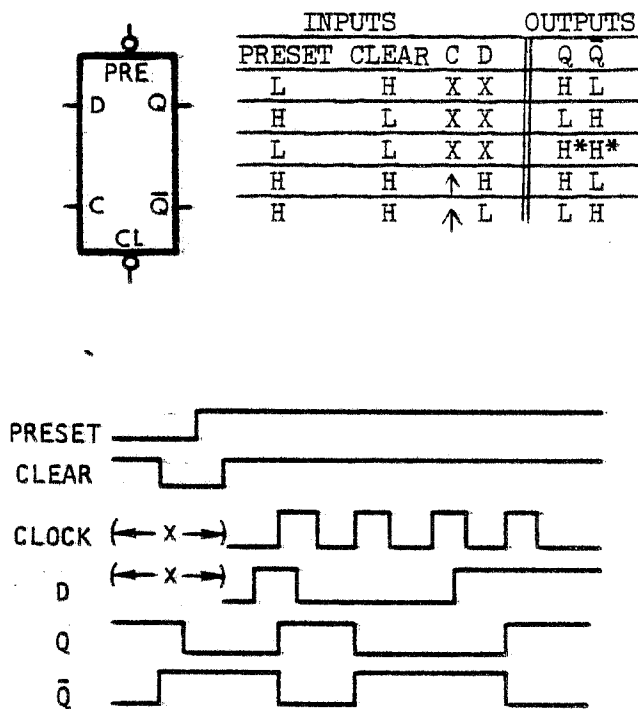 INPUTS OUTPUTS
PRESET CLEAR C D Q Q̄
L H X X H L
H L X X L H
L L X X H*H*
H H ↑ H H L
H H ↑ L L H
PRE
D Q
C Q̄
CL
PRESET
CLEAR
CLOCK (← X →)
D (← X →)
Q
Q̄